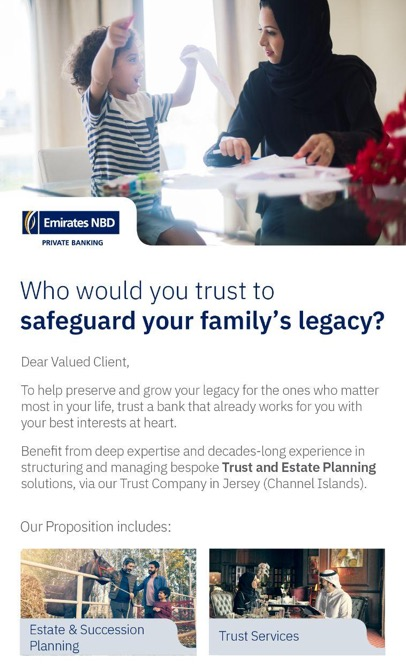 Emirates NBD
PRIVATE BANKING
Who would you trust to
safeguard your family's legacy?
Dear Valued Client,
To help preserve and grow your legacy for the ones who matter
most in your life, trust a bank that already works for you with
your best interests at heart.
Benefit from deep expertise and decades-long experience in
structuring and managing bespoke Trust and Estate Planning
solutions, via our Trust Company in Jersey (Channel Islands).
Our Proposition includes:
Estate & Succession
Planning
Trust Services